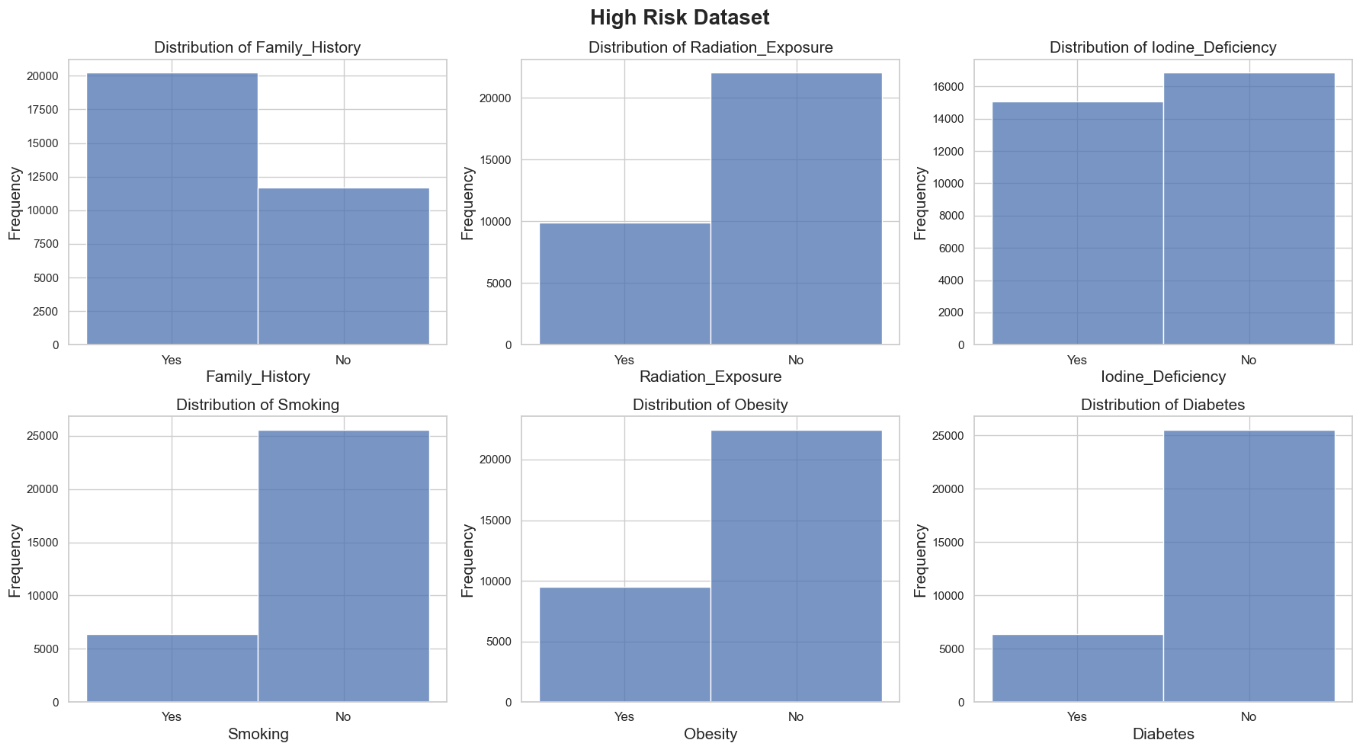 High Risk Dataset
Distribution of Family_History
Frequency
20000
17500
15000
12500
10000
7500
5000
2500
0
Yes No
Family_History
Distribution of Radiation_Exposure
Frequency
20000
15000
10000
5000
0
Yes No
Radiation_Exposure
Distribution of Iodine_Deficiency
Frequency
16000
14000
12000
10000
8000
6000
4000
2000
0
Yes No
Iodine_Deficiency
Distribution of Smoking
Frequency
25000
20000
15000
10000
5000
0
Yes No
Smoking
Distribution of Obesity
Frequency
20000
15000
10000
5000
0
Yes No
Obesity
Distribution of Diabetes
Frequency
25000
20000
15000
10000
5000
0
Yes No
Diabetes